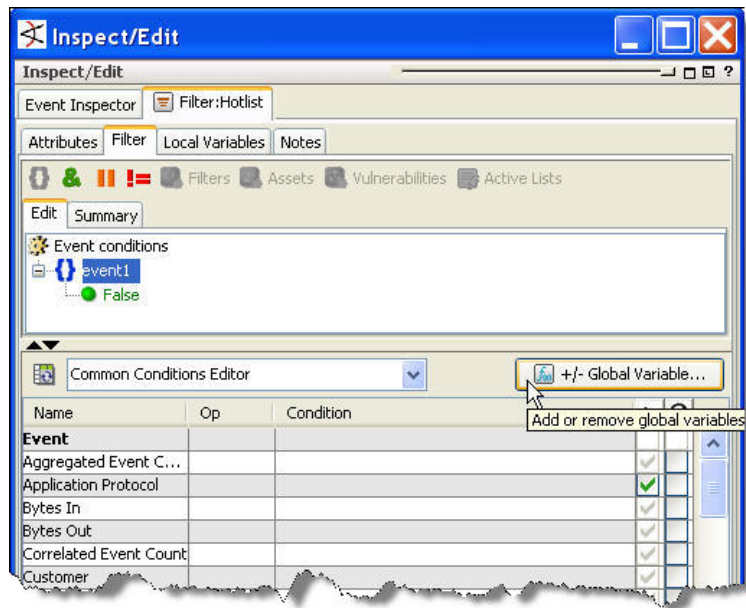 Inspect/Edit
Inspect/Edit ?
Event Inspector Filter:Hotlist
Attributes Filter Local Variables Notes
{} & || != Filters Assets Vulnerabilities Active Lists
Edit Summary
Event conditions
{} event1
False
Common Conditions Editor +/- Global Variable...
Name Op Condition
Add or remove global variables
Event
Aggregated Event C...
Application Protocol
Bytes In
Bytes Out
Correlated Event Count
Customer